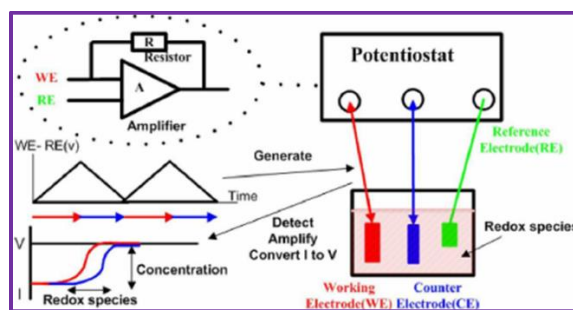 R
Resistor
WE
RE
A
Amplifier
Potentiostat
Reference
Electrode(RE)
WE- RE(v)
Generate
Time
Detect
Amplify
Convert I to V
V
Concentration
I
Redox species
Redox species
Working
Electrode(WE)
Counter
Electrode(CE)